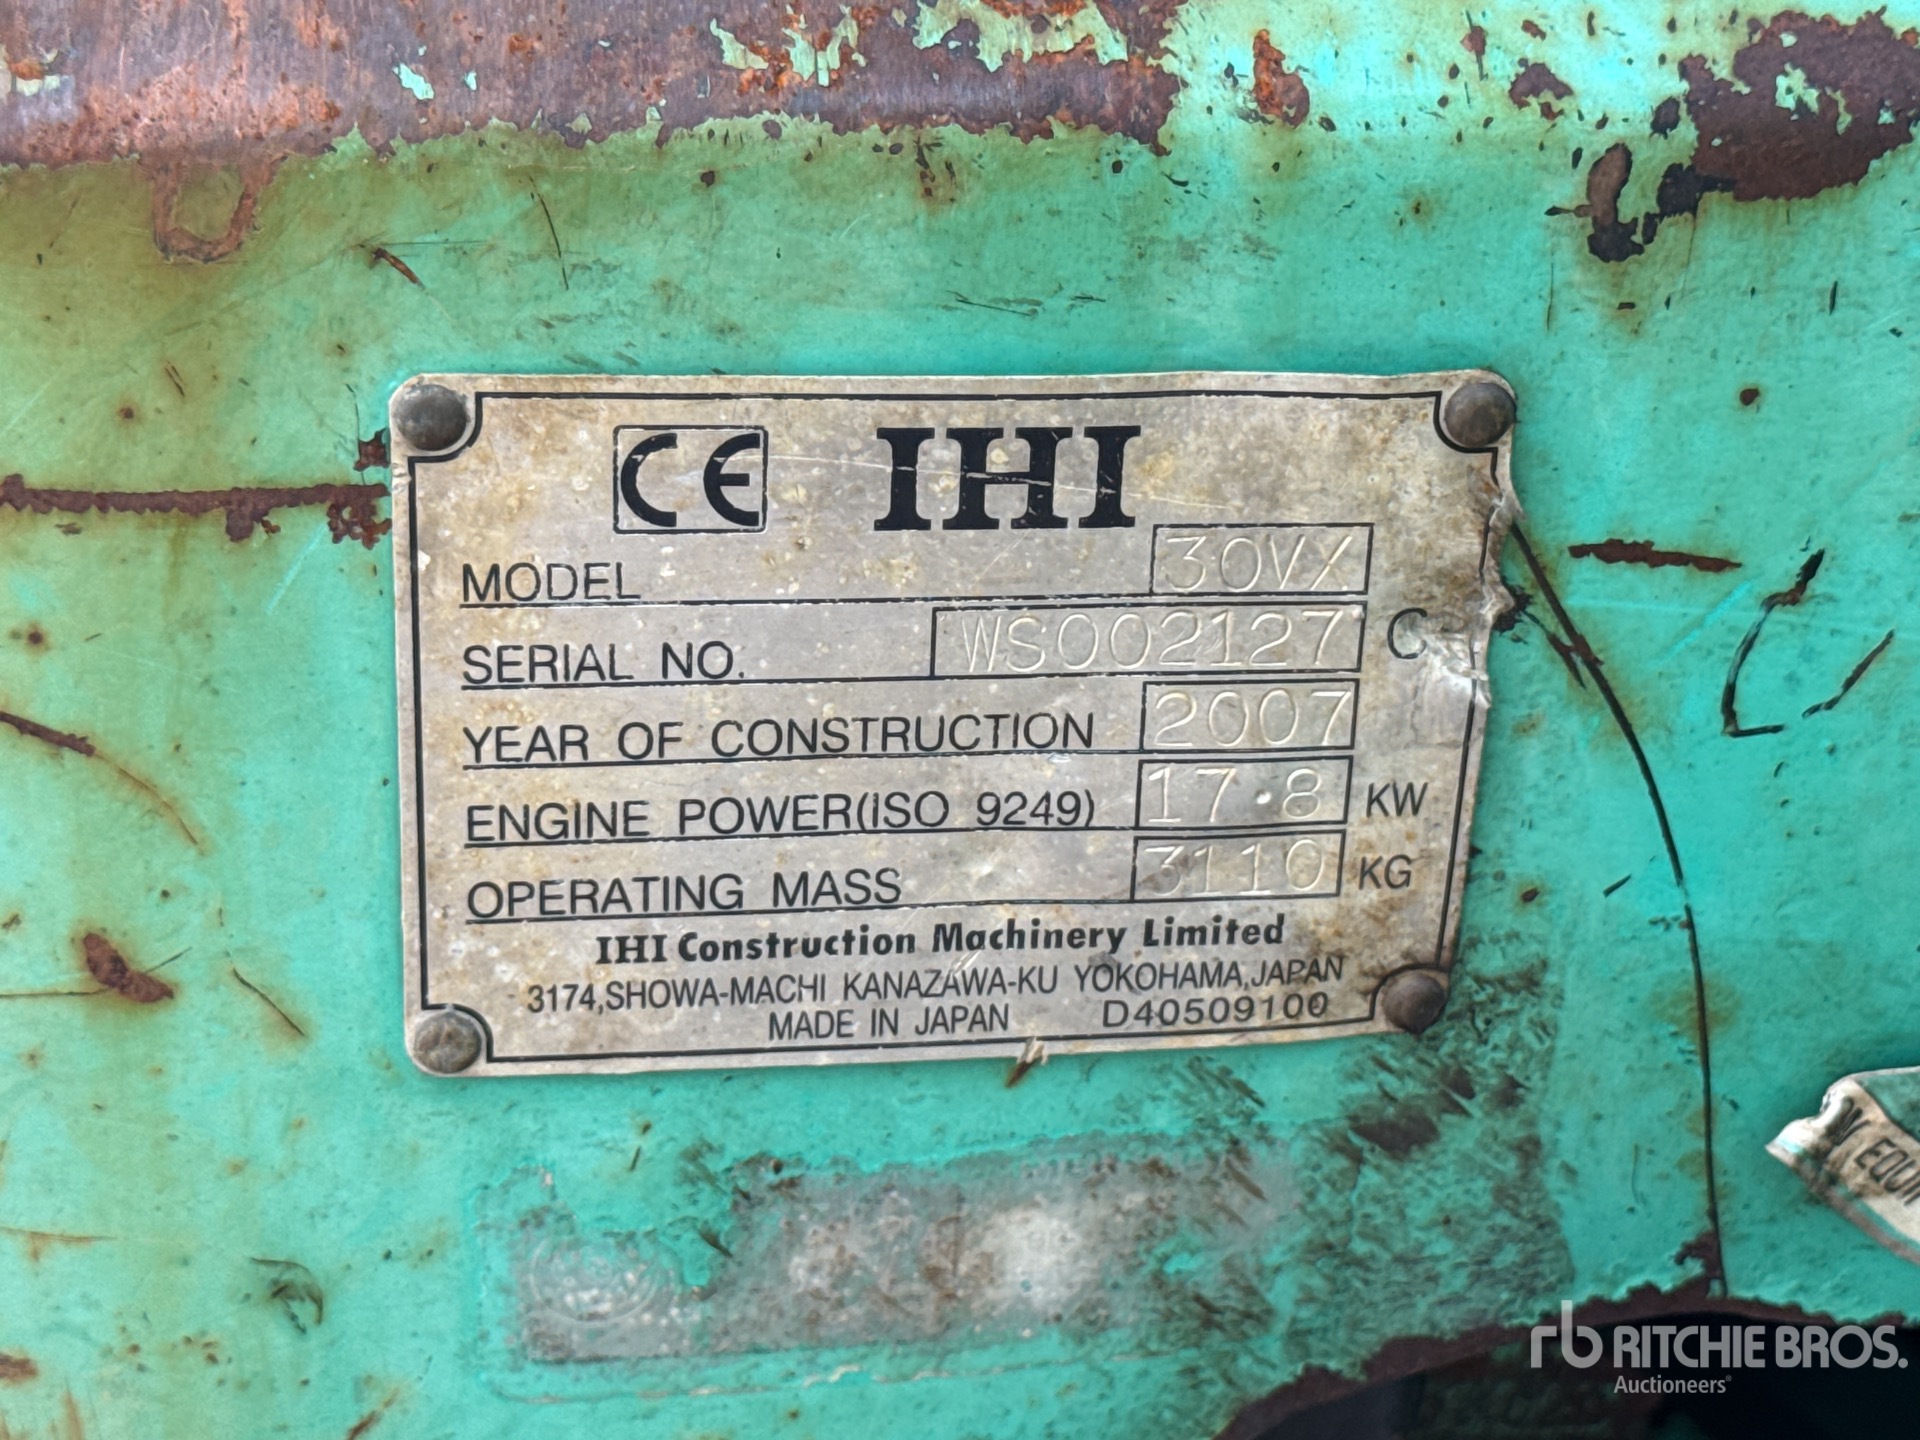 CE IHI
MODEL 30VX
SERIAL NO. WS002127 C
YEAR OF CONSTRUCTION 2007
ENGINE POWER(ISO 9249) 17.8 KW
OPERATING MASS 3110 KG
IHI Construction Machinery Limited
3174,SHOWA-MACHI KANAZAWA-KU YOKOHAMA,JAPAN
MADE IN JAPAN D40509100
rb RITCHIE BROS.
Auctioneers